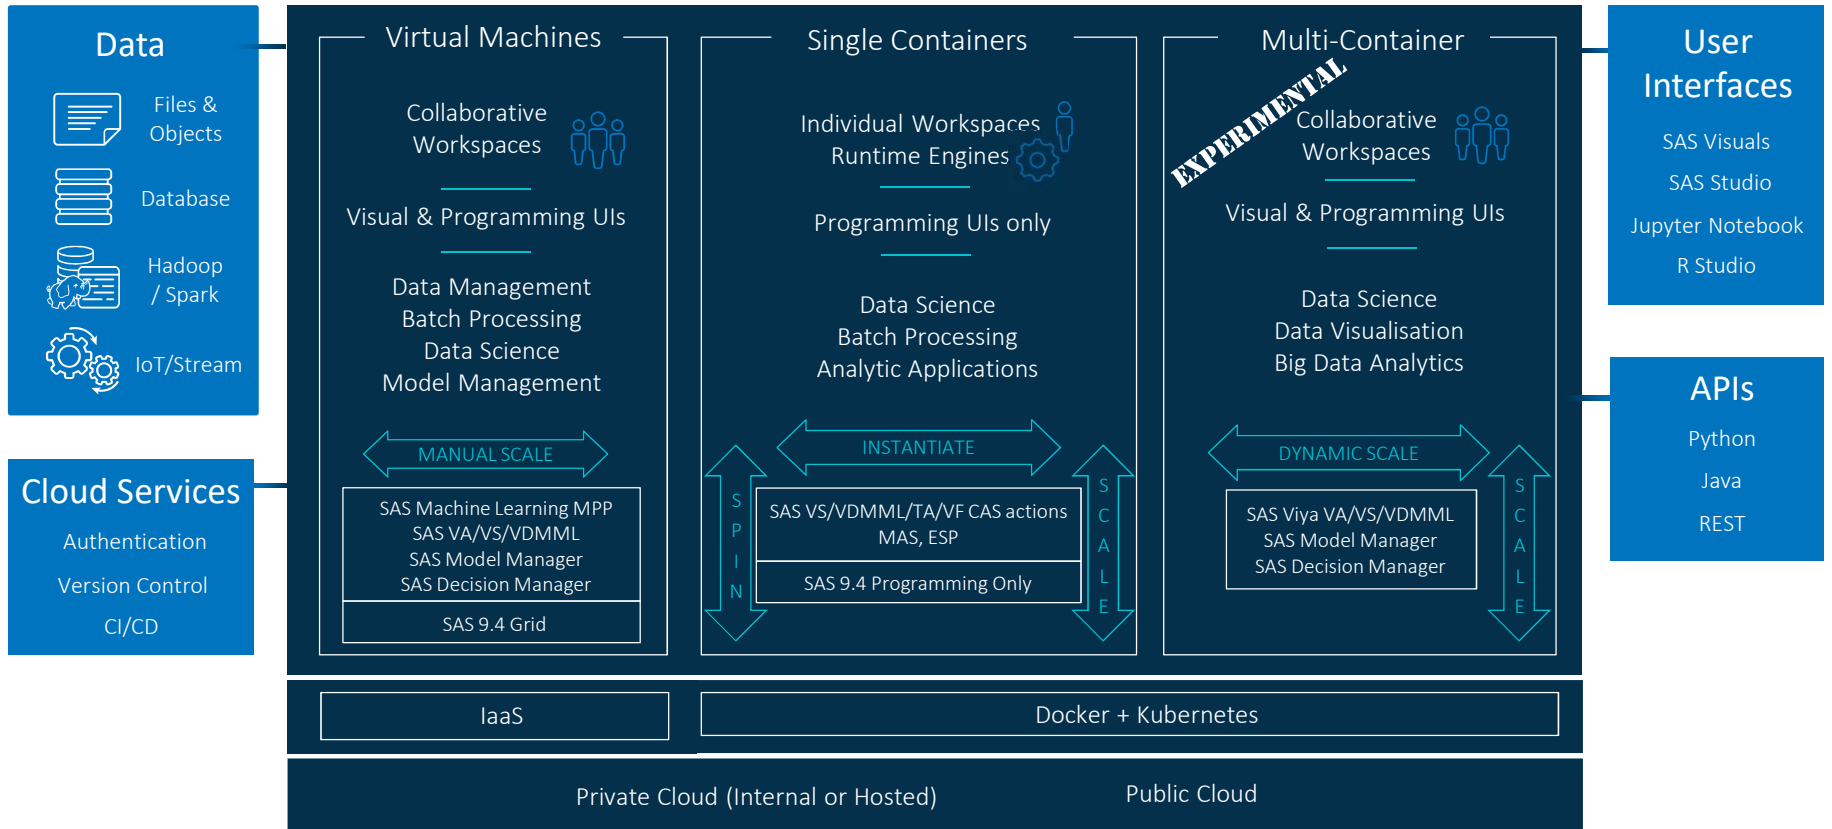 Data
Files &
Objects
Database
Hadoop
/ Spark
IoT/Stream
Cloud Services
Authentication
Version Control
CI/CD
Virtual Machines
Collaborative
Workspaces
Visual & Programming UIs
Data Management
Batch Processing
Data Science
Model Management
MANUAL SCALE
SAS Machine Learning MPP
SAS VA/VS/VDMML
SAS Model Manager
SAS Decision Manager
SAS 9.4 Grid
Single Containers
Individual Workspaces
Runtime Engines
Programming UIs only
Data Science
Batch Processing
Analytic Applications
INSTANTIATE
SPIN
SAS VS/VDMML/TA/VF CAS actions
MAS, ESP
SAS 9.4 Programming Only
SCALE
Multi-Container
EXPERIMENTAL
Collaborative
Workspaces
Visual & Programming UIs
Data Science
Data Visualisation
Big Data Analytics
DYNAMIC SCALE
SAS Viya VA/VS/VDMML
SAS Model Manager
SAS Decision Manager
SCALE
IaaS
Docker + Kubernetes
Private Cloud (Internal or Hosted)
Public Cloud
User
Interfaces
SAS Visuals
SAS Studio
Jupyter Notebook
R Studio
APIs
Python
Java
REST